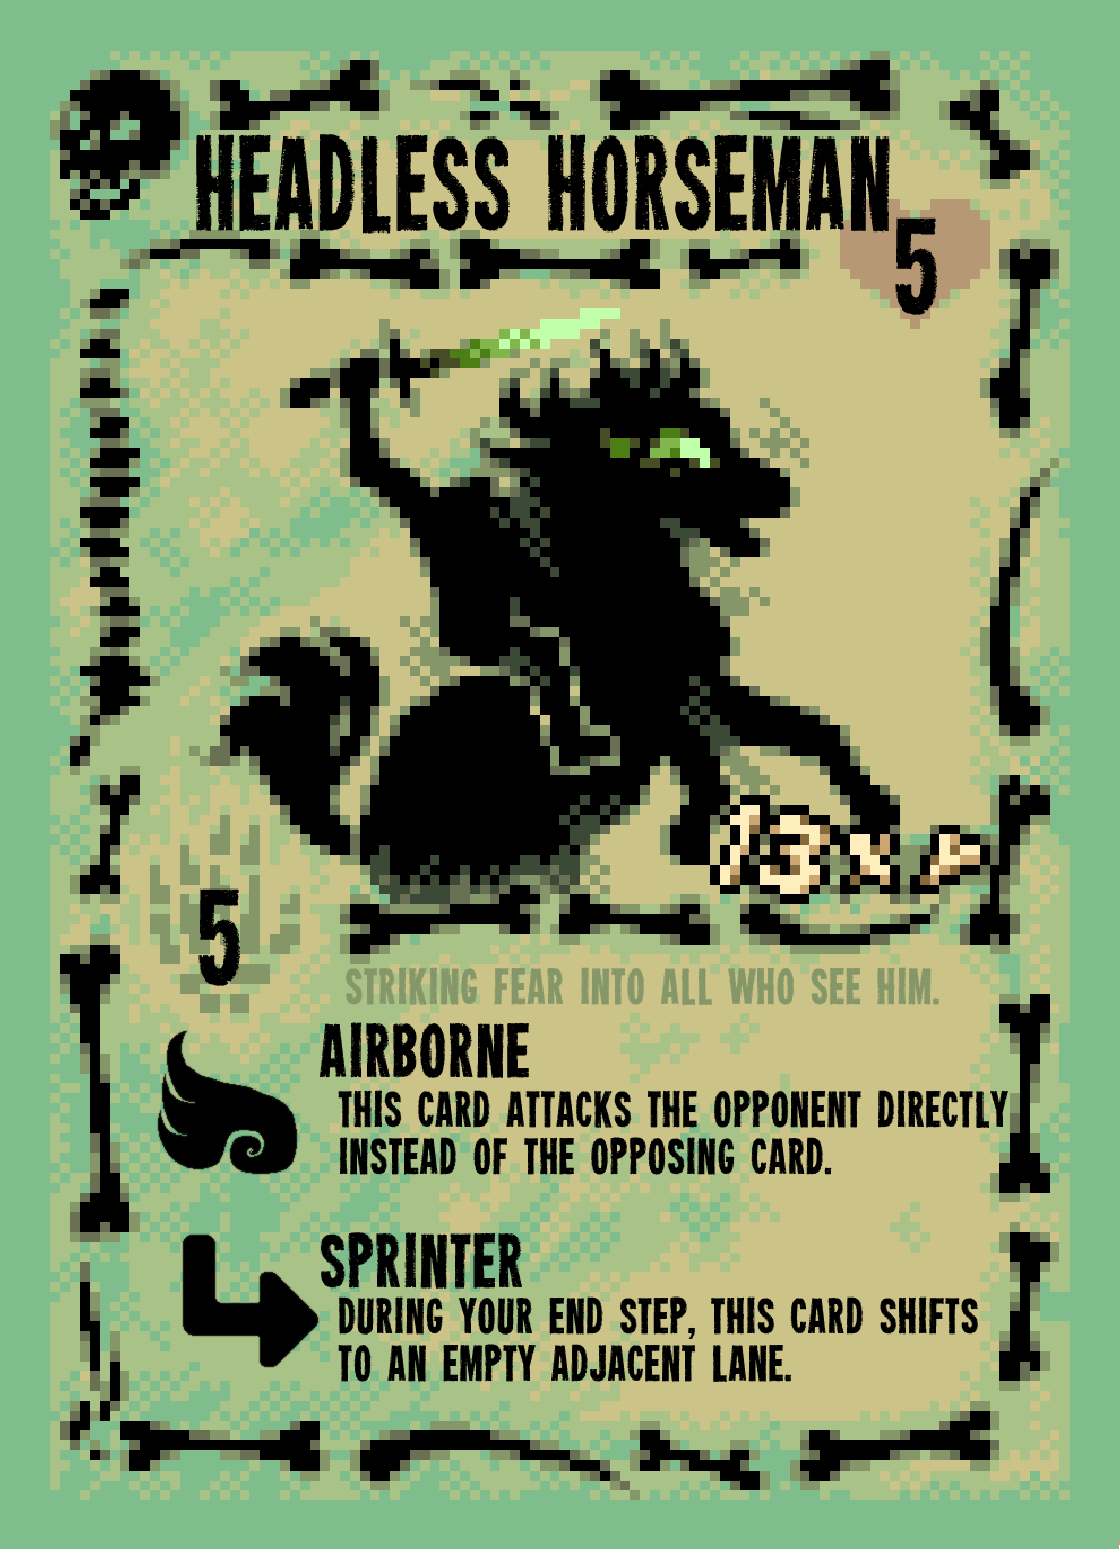 HEADLESS HORSEMAN
5
13 x
5
STRIKING FEAR INTO ALL WHO SEE HIM.
AIRBORNE
THIS CARD ATTACKS THE OPPONENT DIRECTLY
INSTEAD OF THE OPPOSING CARD.
SPRINTER
DURING YOUR END STEP, THIS CARD SHIFTS
TO AN EMPTY ADJACENT LANE.